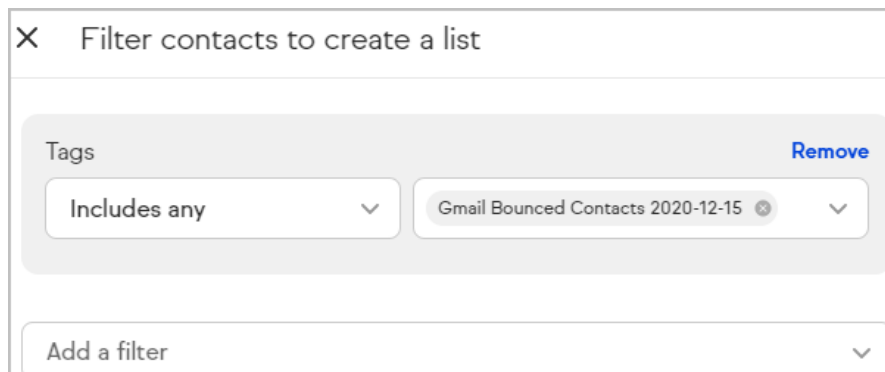 Filter contacts to create a list
Tags
Remove
Includes any
Gmail Bounced Contacts 2020-12-15
Add a filter